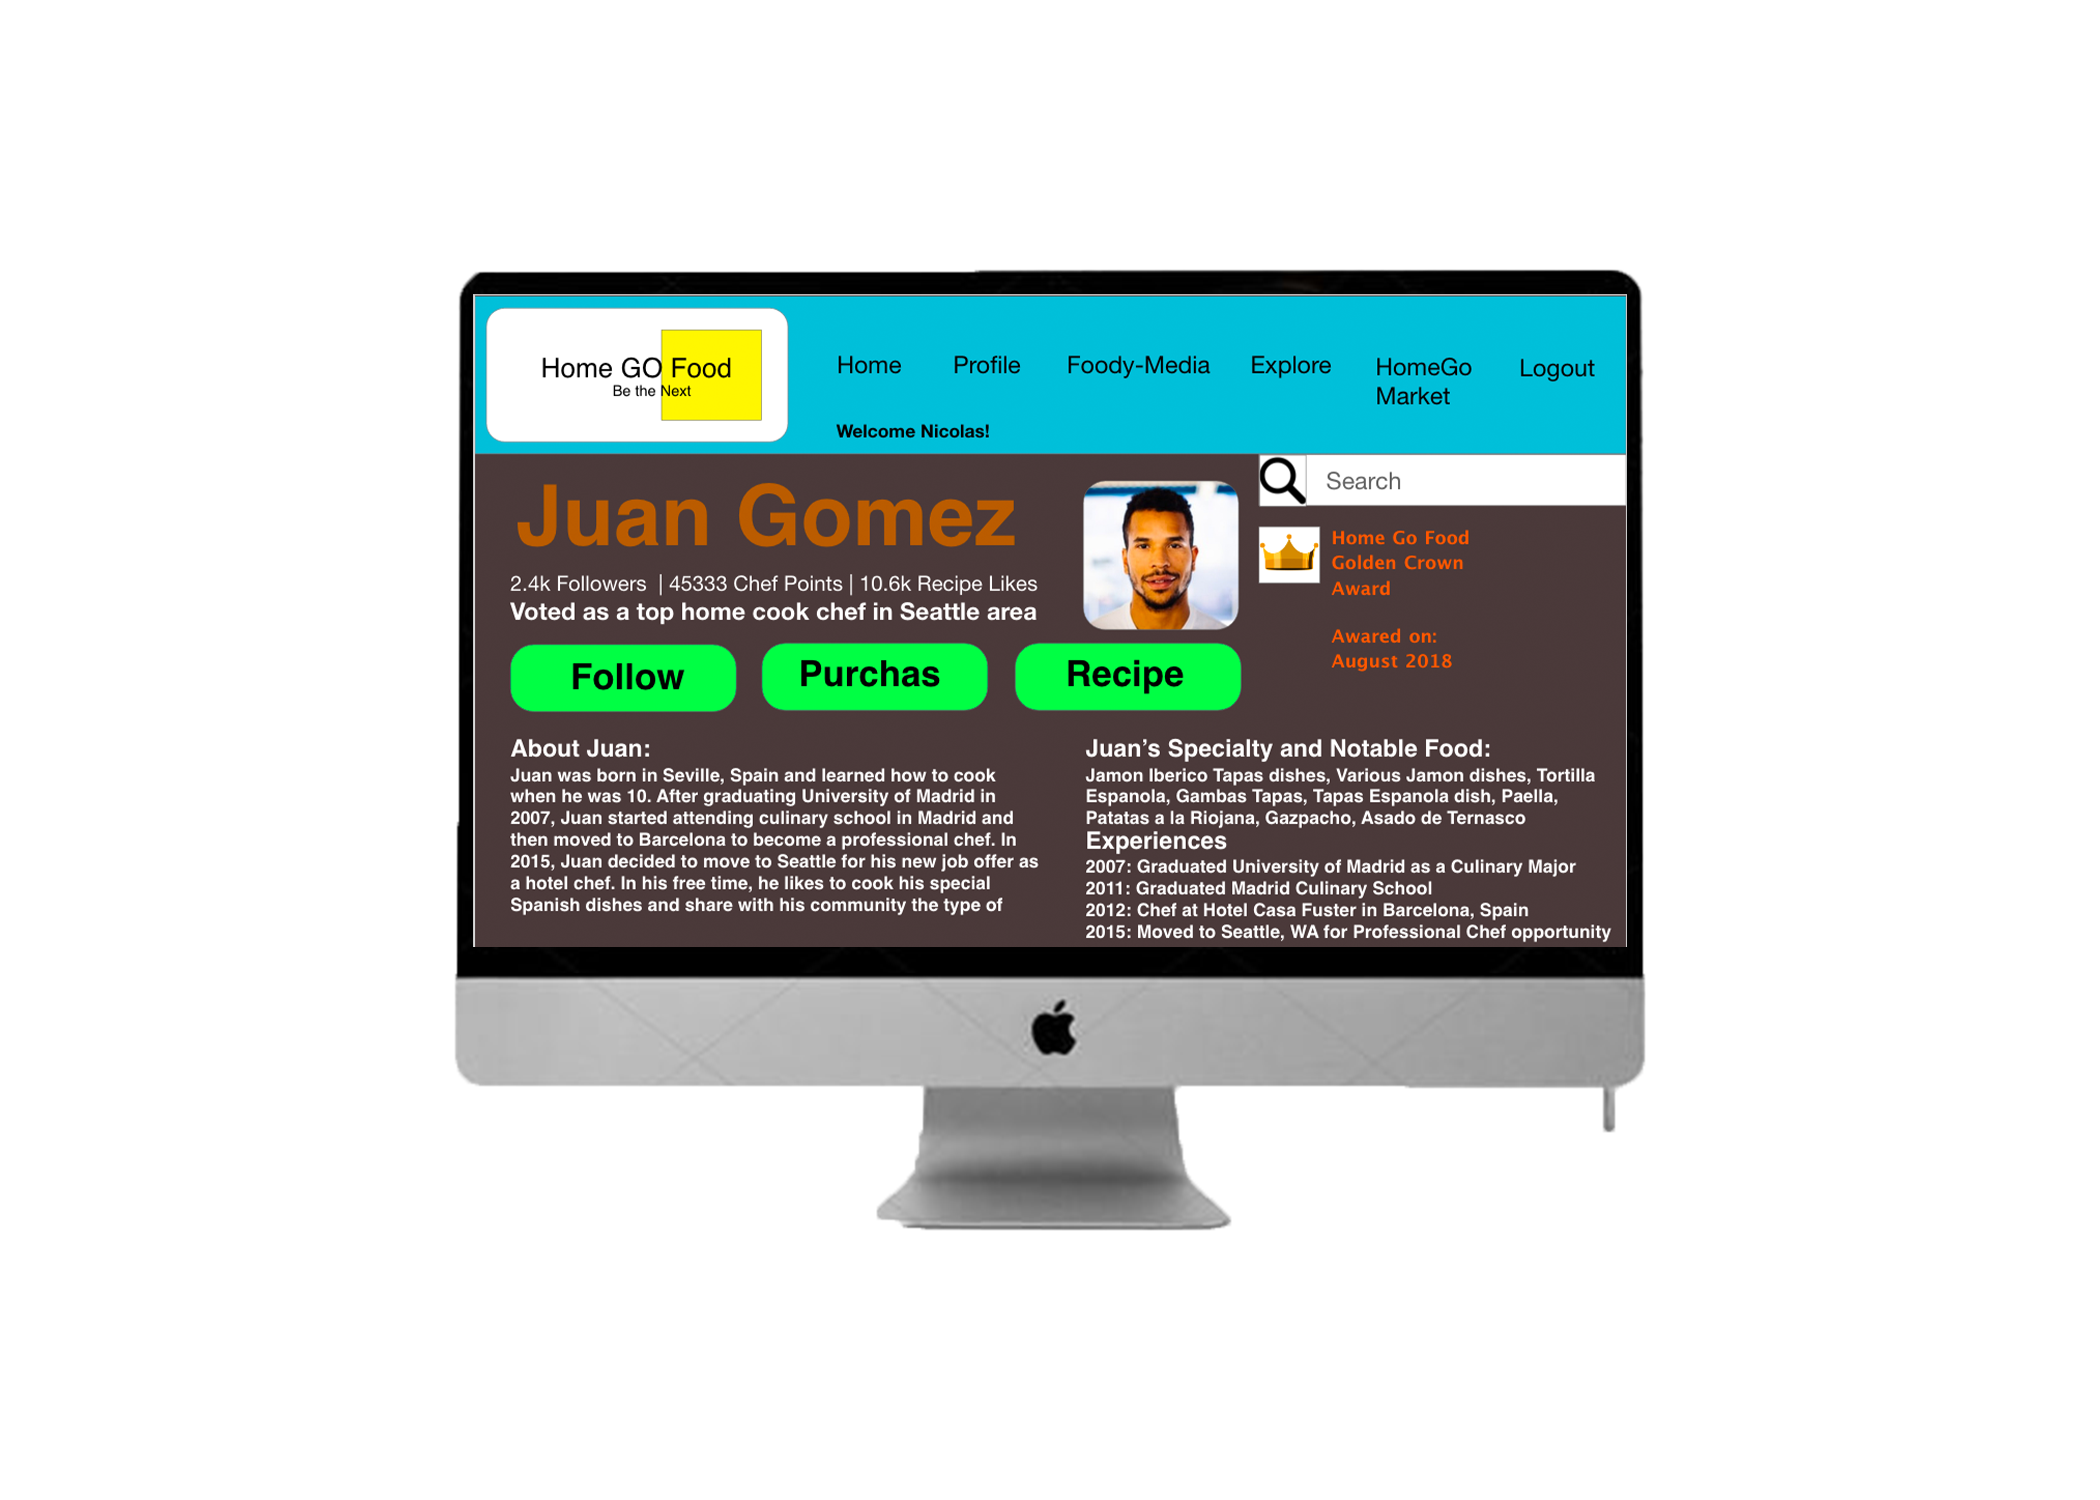 Home GO Food
Be the Next
Home
Profile
Foody-Media
Explore
HomeGo
Market
Logout
Welcome Nicolas!
Search
Juan Gomez
2.4k Followers | 45333 Chef Points | 10.6k Recipe Likes
Voted as a top home cook chef in Seattle area
Home Go Food
Golden Crown
Award
Awared on:
August 2018
Follow
Purchas
Recipe
About Juan:
Juan was born in Seville, Spain and learned how to cook
when he was 10. After graduating University of Madrid in
2007, Juan started attending culinary school in Madrid and
then moved to Barcelona to become a professional chef. In
2015, Juan decided to move to Seattle for his new job offer as
a hotel chef. In his free time, he likes to cook his special
Spanish dishes and share with his community the type of
Juan’s Specialty and Notable Food:
Jamon Iberico Tapas dishes, Various Jamon dishes, Tortilla
Espanola, Gambas Tapas, Tapas Espanola dish, Paella,
Patatas a la Riojana, Gazpacho, Asado de Ternasco
Experiences
2007: Graduated University of Madrid as a Culinary Major
2011: Graduated Madrid Culinary School
2012: Chef at Hotel Casa Fuster in Barcelona, Spain
2015: Moved to Seattle, WA for Professional Chef opportunity